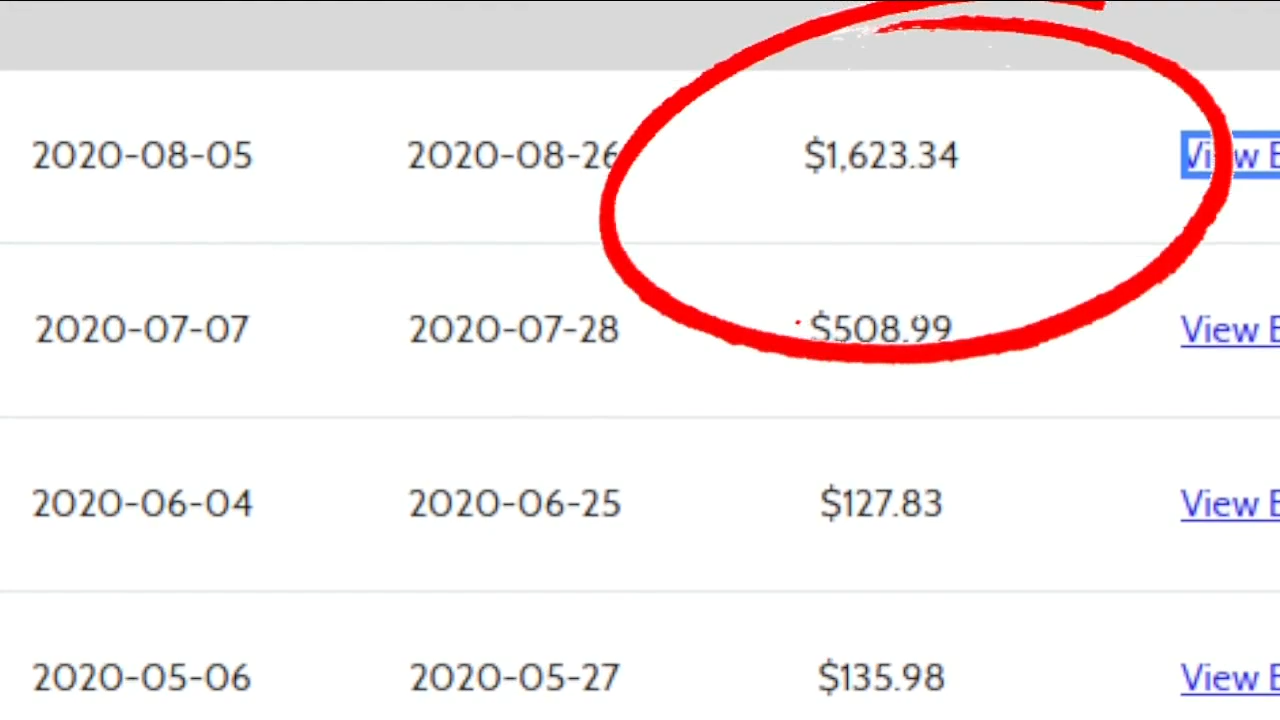 2020-08-05 2020-08-26 $1,623.34 View
2020-07-07 2020-07-28 $508.99 View
2020-06-04 2020-06-25 $127.83 View
2020-05-06 2020-05-27 $135.98 View